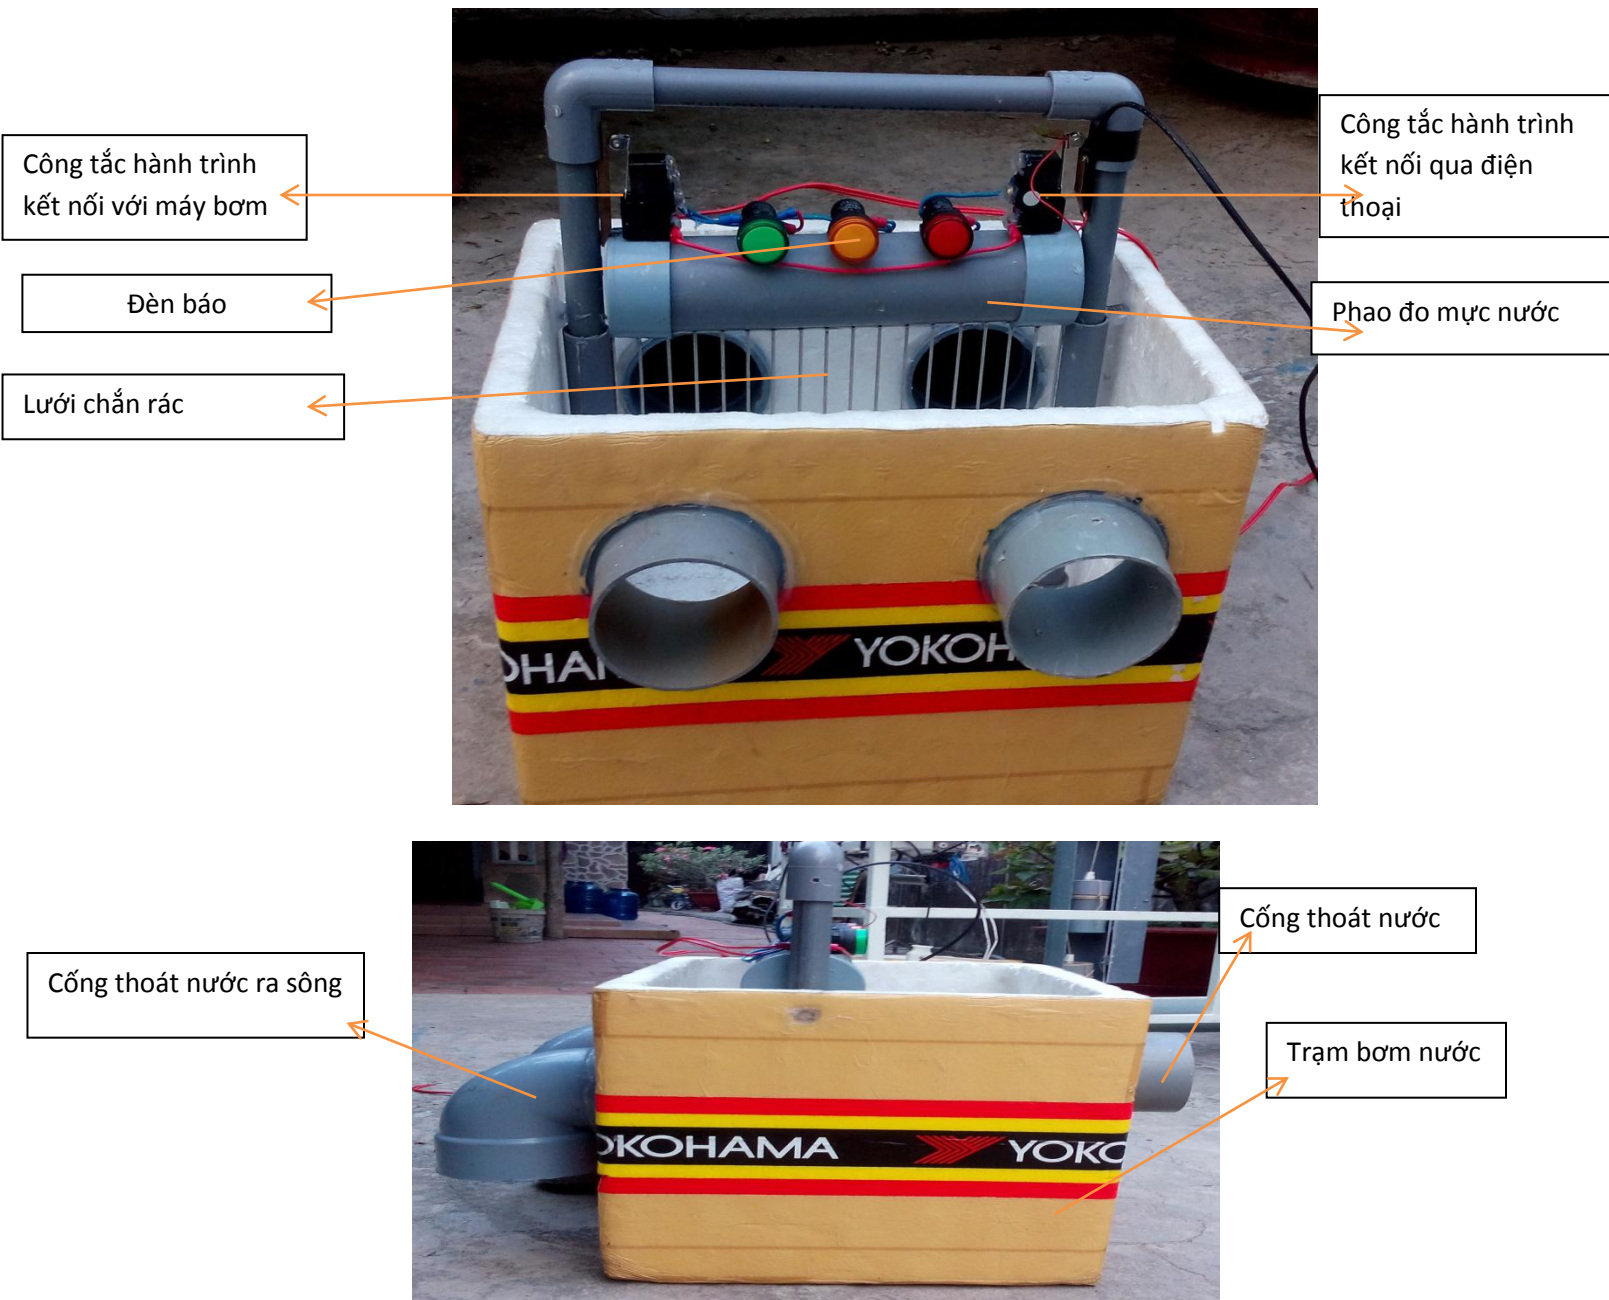 Công tắc hành trình
kết nối với máy bơm
Công tắc hành trình
kết nối qua điện
thoại
Đèn báo
Phao đo mực nước
Lưới chắn rác
OHAMA
YOKOH
Cống thoát nước
Cống thoát nước ra sông
Trạm bơm nước
OKOHAMA
YOKO